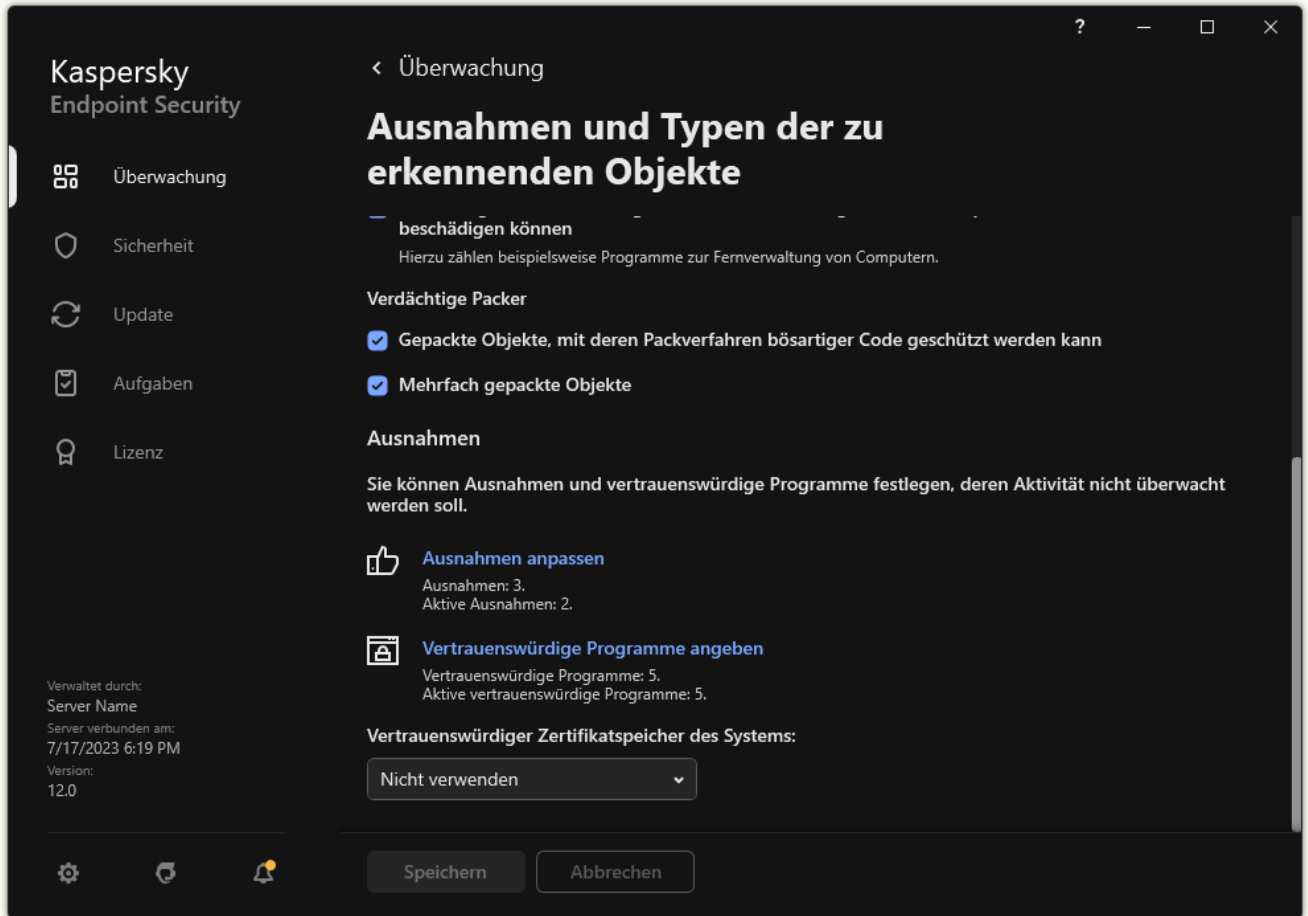 ?
Kaspersky
Endpoint Security
Überwachung
Sicherheit
Update
Aufgaben
Lizenz
Verwaltet durch:
Server Name
Server verbunden am:
7/17/2023 6:19 PM
Version:
12.0
Überwachung
Ausnahmen und Typen der zu
erkennenden Objekte
beschädigen können
Hierzu zählen beispielsweise Programme zur Fernverwaltung von Computern.
Verdächtige Packer
Gepackte Objekte, mit deren Packverfahren bösartiger Code geschützt werden kann
Mehrfach gepackte Objekte
Ausnahmen
Sie können Ausnahmen und vertrauenswürdige Programme festlegen, deren Aktivität nicht überwacht
werden soll.
Ausnahmen anpassen
Ausnahmen: 3.
Aktive Ausnahmen: 2.
Vertrauenswürdige Programme angeben
Vertrauenswürdige Programme: 5.
Aktive vertrauenswürdige Programme: 5.
Vertrauenswürdiger Zertifikatspeicher des Systems:
Nicht verwenden
Speichern
Abbrechen